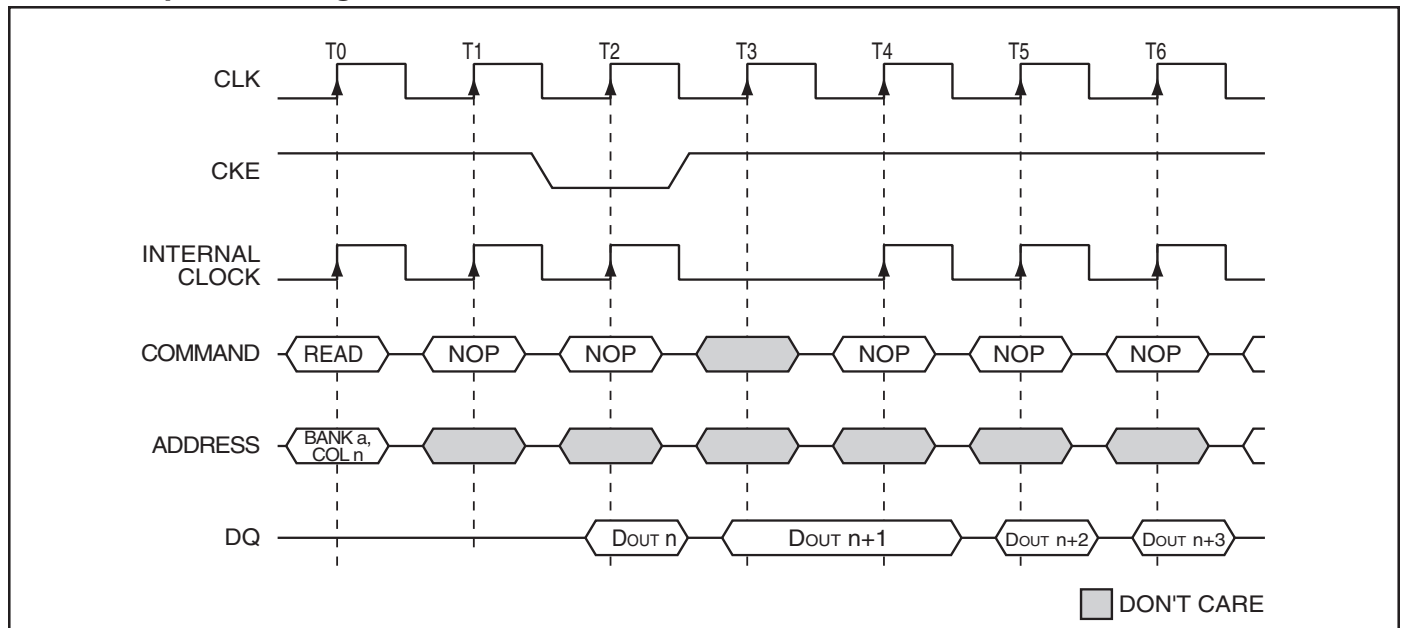 T0 T1 T2 T3 T4 T5 T6
CLK
CKE
INTERNAL
CLOCK
COMMAND READ NOP NOP NOP NOP NOP
ADDRESS BANK a,
COL n
DQ DOUT n DOUT n+1 DOUT n+2 DOUT n+3
DON'T CARE